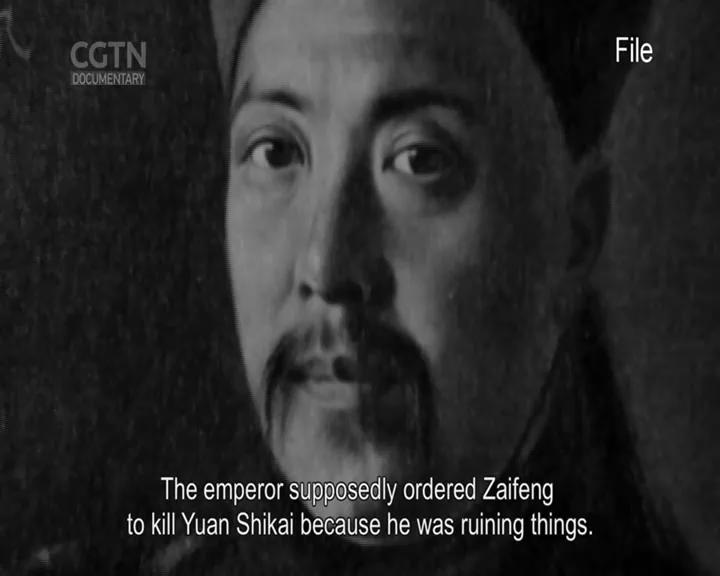 CGTN
DOCUMENTARY
File
The emperor supposedly ordered Zaifeng
to kill Yuan Shikai because he was ruining things.